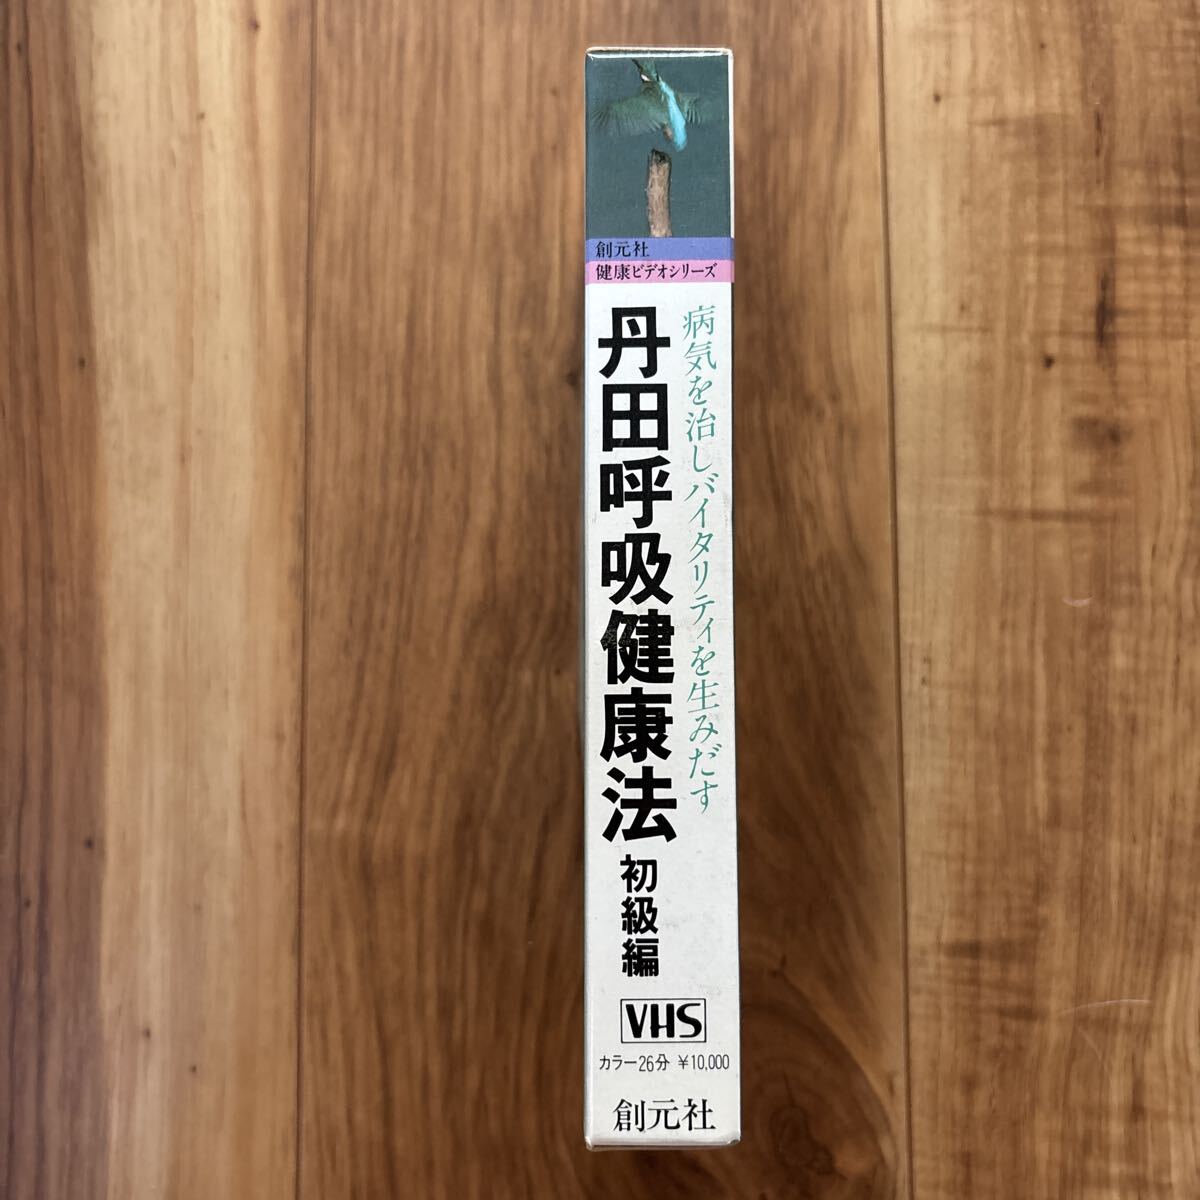 創元社
健康ビデオシリーズ
病気を治しバイタリティを生みだす
丹田呼吸健康法 初級編
VHS
カラー26分 ¥10,000
創元社